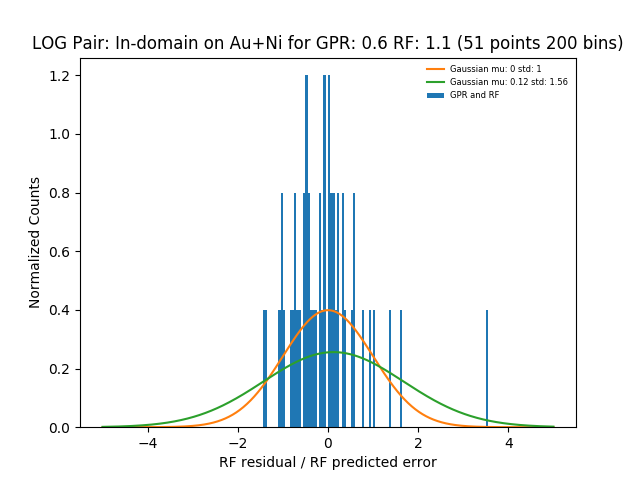 LOG Pair: In-domain on Au+Ni for GPR: 0.6 RF: 1.1 (51 points 200 bins)
Gaussian mu: 0 std: 1
Gaussian mu: 0.12 std: 1.56
GPR and RF
Normalized Counts
1.2
1.0
0.8
0.6
0.4
0.2
0.0
−4 −2 0 2 4
RF residual / RF predicted error